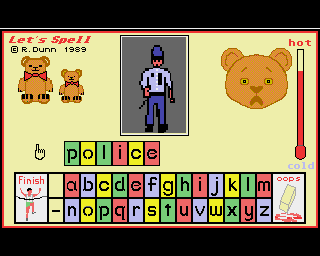 Let's Spell
© R. Dunn 1989
hot
cold
police
Finish
abcdefghijklm
-nopqrstuvwxyz
oops